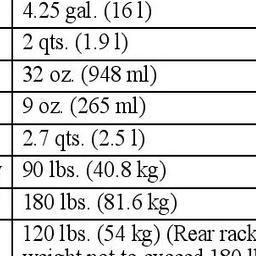 4.25 gal. (16 l)
2 qts. (1.9 l)
32 oz. (948 ml)
9 oz. (265 ml)
2.7 qts. (2.5 l)
90 lbs. (40.8 kg)
180 lbs. (81.6 kg)
120 lbs. (54 kg) (Rear rack
weight not to exceed 180 l